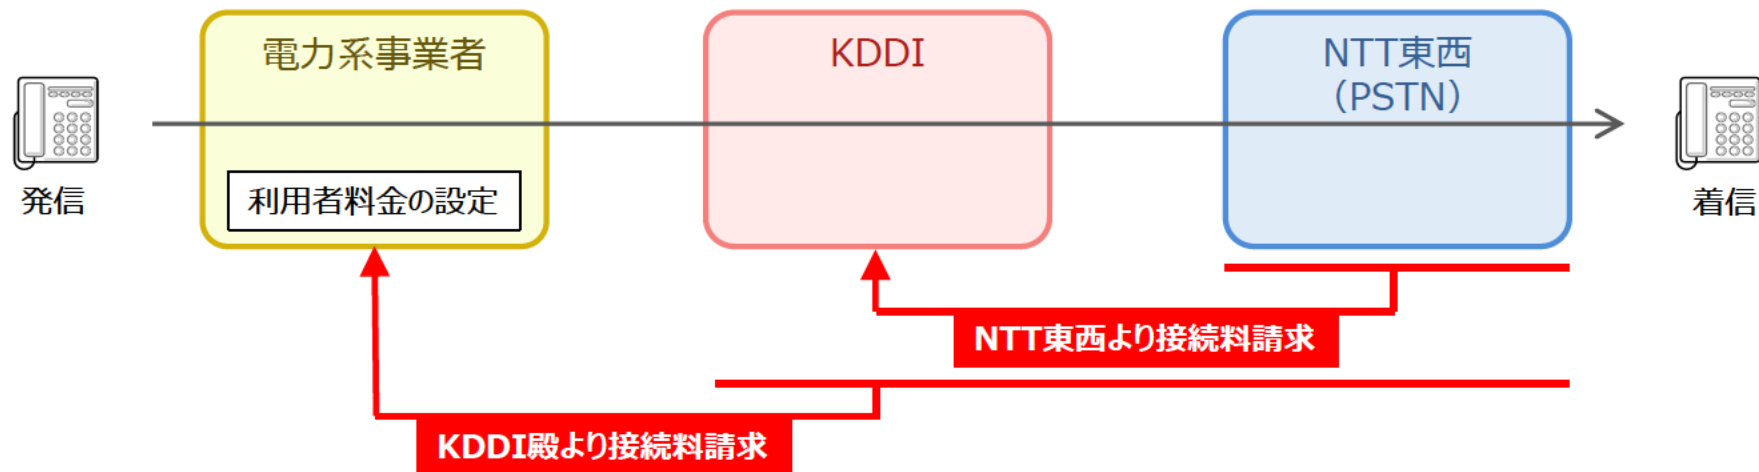 電力系事業者
KDDI
NTT東西
（PSTN）
利用者料金の設定
発信
着信
NTT東西より接続料請求
KDDI殿より接続料請求